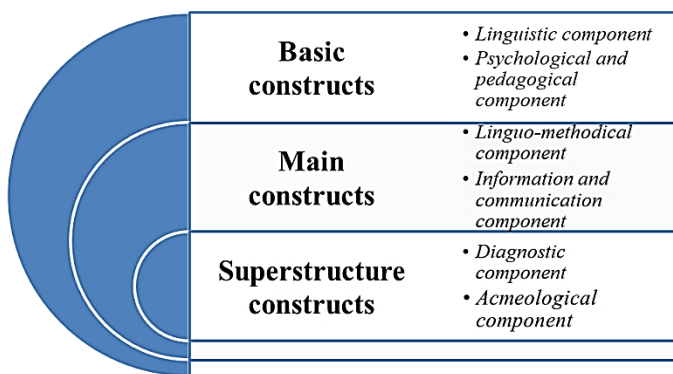 Basic
constructs
• Linguistic component
• Psychological and
pedagogical
component
Main
constructs
• Linguo-methodical
component
• Information and
communication
component
Superstructure
constructs
• Diagnostic
component
• Acmeological
component